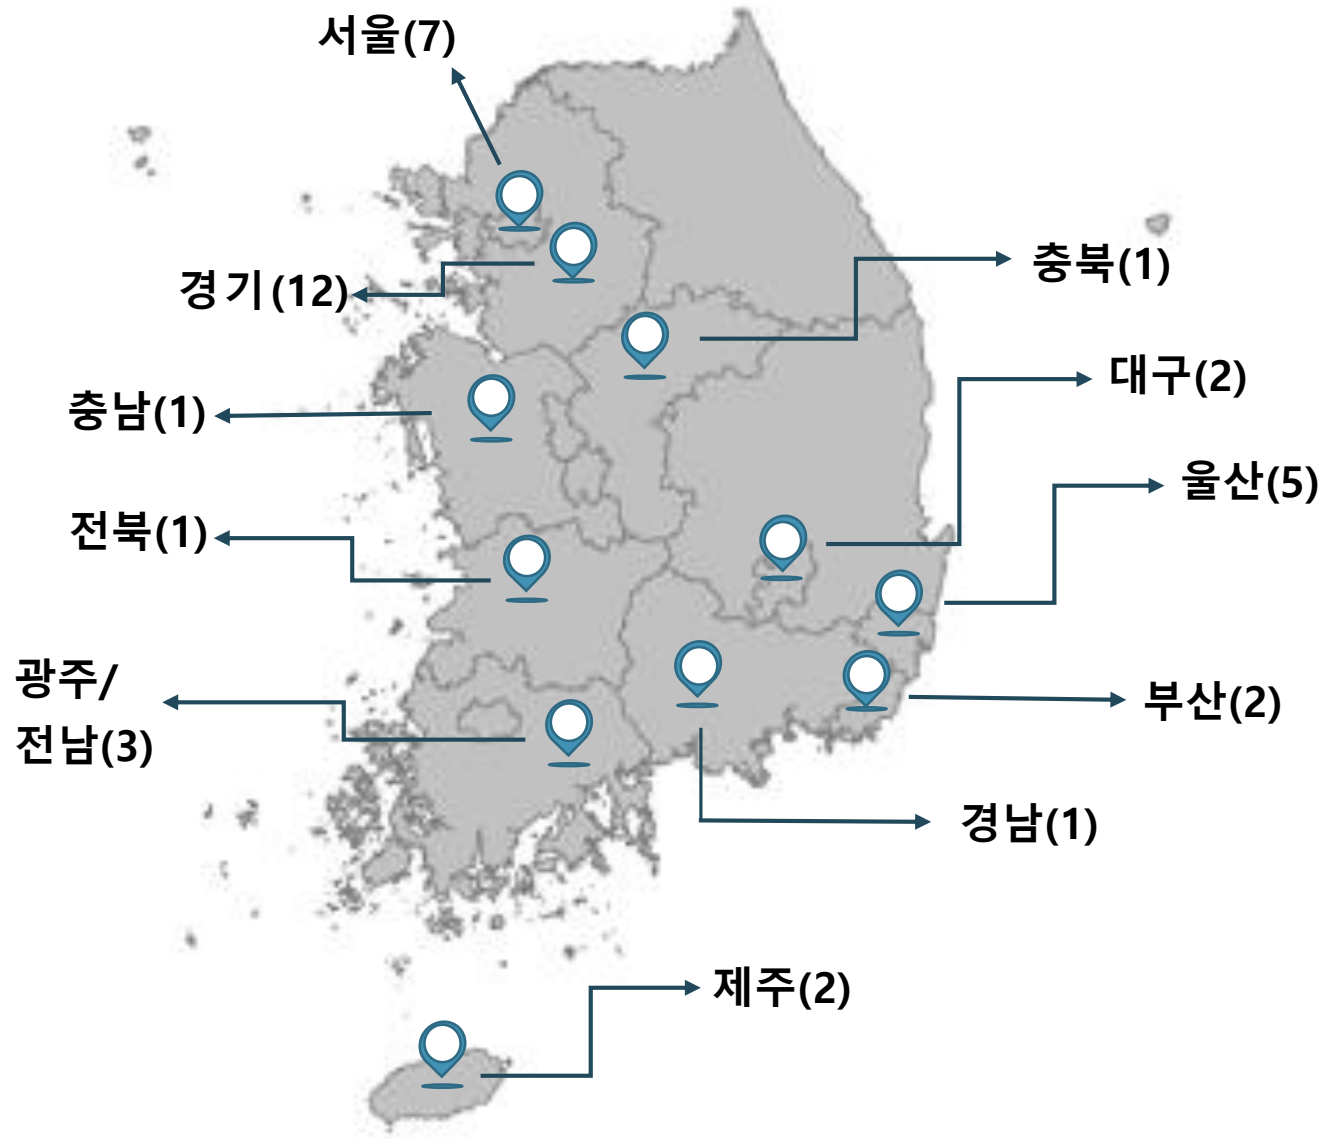 서울(7)
경기(12)
충북(1)
대구(2)
충남(1)
울산(5)
전북(1)
광주/
전남(3)
부산(2)
경남(1)
제주(2)